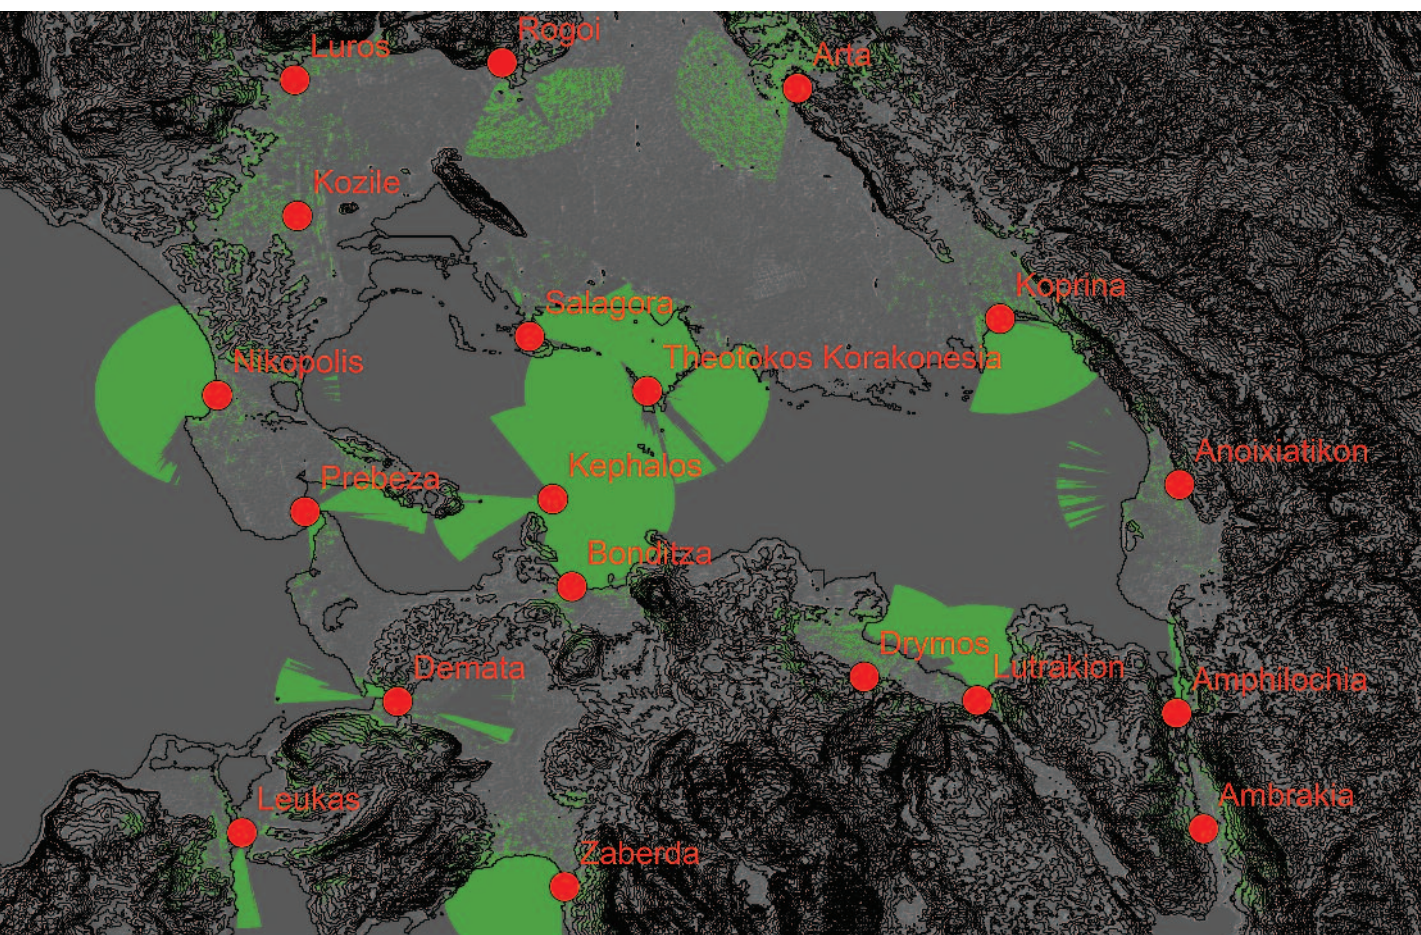 Rogoi
Luros
Arta
Kozile
Koprina
Salagora
Nikopolis
Theotokos Korakonesia
Anoixiatikon
Kephalos
Prebeza
Bonditza
Drymos
Demata
Lutrakion
Amphilochia
Ambrakia
Leukas
Zaberda